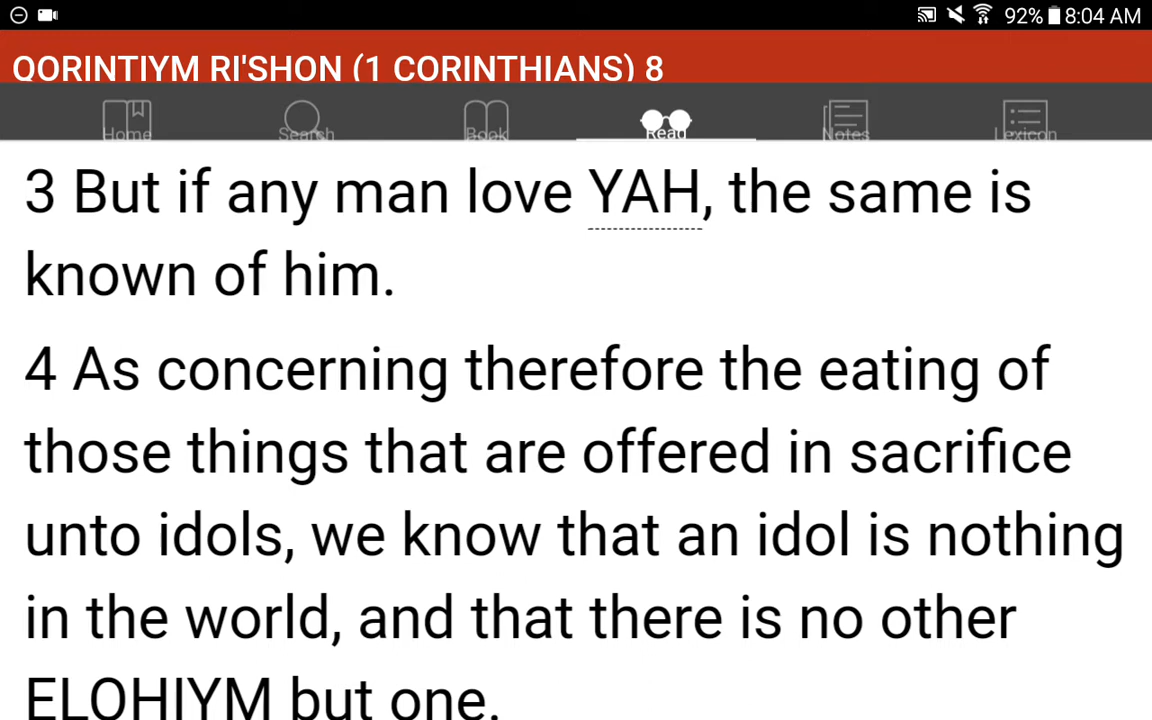 92% 8:04 AM
QORINTIYM RI'SHON (1 CORINTHIANS) 8
Home Search Book Read Notes Lexicon
3 But if any man love YAH, the same is
known of him.
4 As concerning therefore the eating of
those things that are offered in sacrifice
unto idols, we know that an idol is nothing
in the world, and that there is no other
ELOHIYM but one.